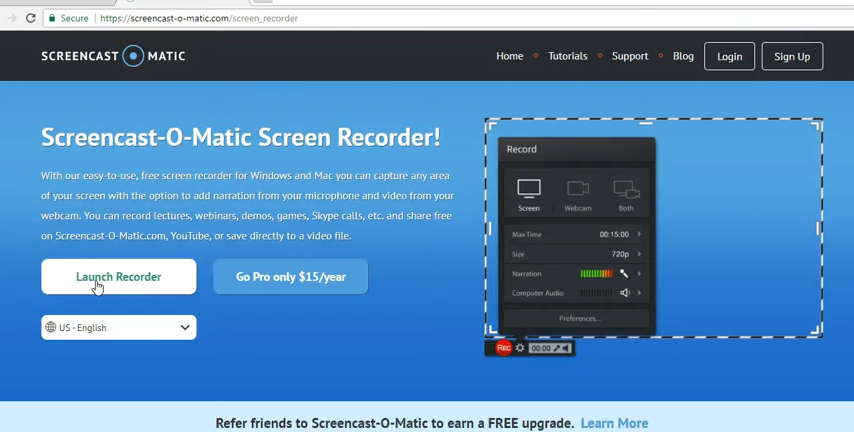 Secure https://screencast-o-matic.com/screen_recorder
SCREENCAST MATIC
Home Tutorials Support Blog Login Sign Up
Screencast-O-Matic Screen Recorder!
With our easy-to-use, free screen recorder for Windows and Mac you can capture any area
of your screen with the option to add narration from your microphone and video from your
webcam. You can record lectures, webinars, demos, games, Skype calls, etc. and share free
on Screencast-O-Matic.com, YouTube, or save directly to a video file.
Launch Recorder Go Pro only $15/year
US - English
Record
Screen Webcam Both
Max Time 00:15:00
Size 720p
Narration
Computer Audio
Preferences...
REC 00:00
Refer friends to Screencast-O-Matic to earn a FREE upgrade. Learn More